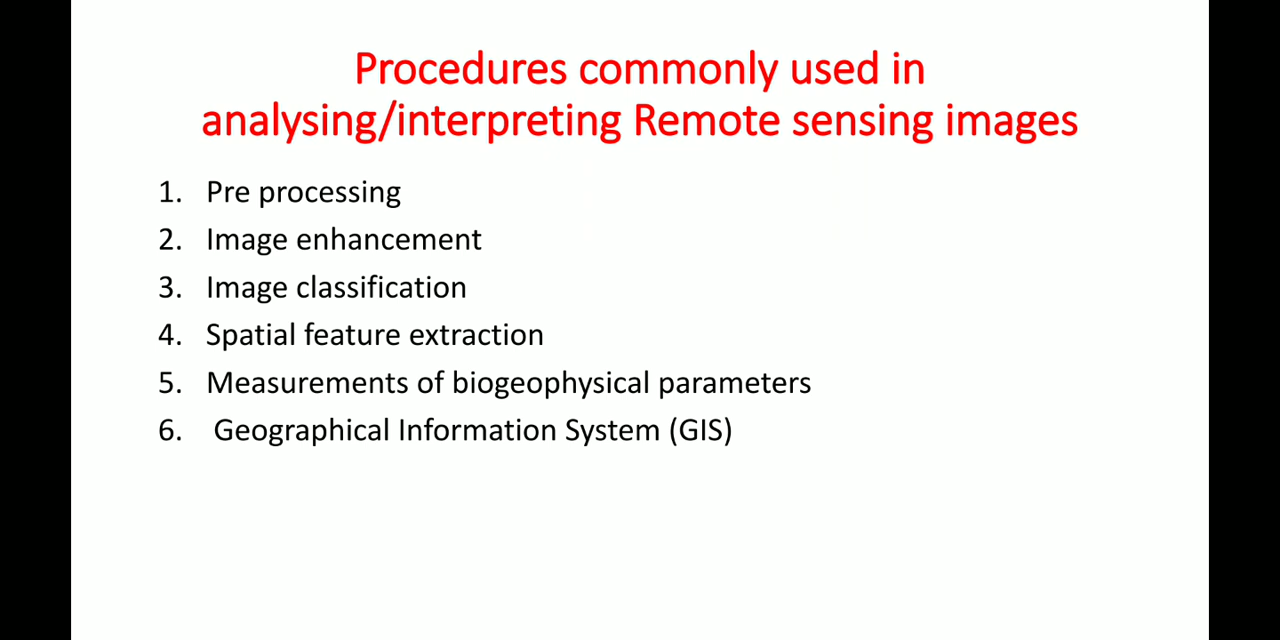 Procedures commonly used in
analysing/interpreting Remote sensing images
1. Pre processing
2. Image enhancement
3. Image classification
4. Spatial feature extraction
5. Measurements of biogeophysical parameters
6. Geographical Information System (GIS)